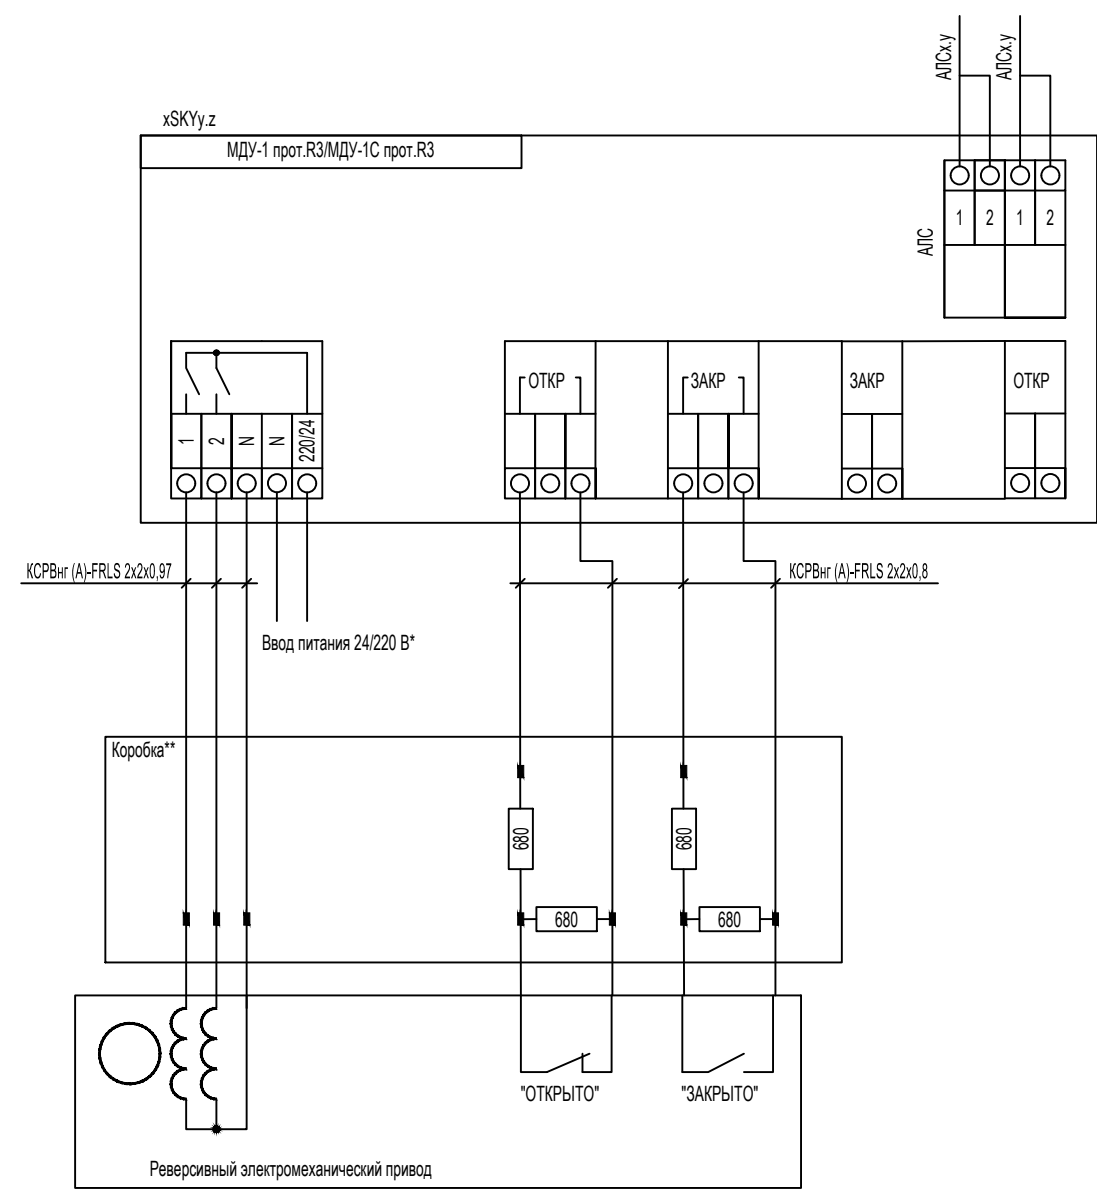 АЛСх.у
АЛСх.у
xSKYy.z
МДУ-1 прот.R3/МДУ-1С прот.R3
1
2
1
2
АЛС
ОТКР
ЗАКР
ЗАКР
ОТКР
1
2
N
N
220/24
КСРВнг (А)-FRLS 2х2х0,97
КСРВнг (А)-FRLS 2х2х0,8
Ввод питания 24/220 В*
Коробка**
680
680
680
680
"ОТКРЫТО"
"ЗАКРЫТО"
Реверсивный электромеханический привод